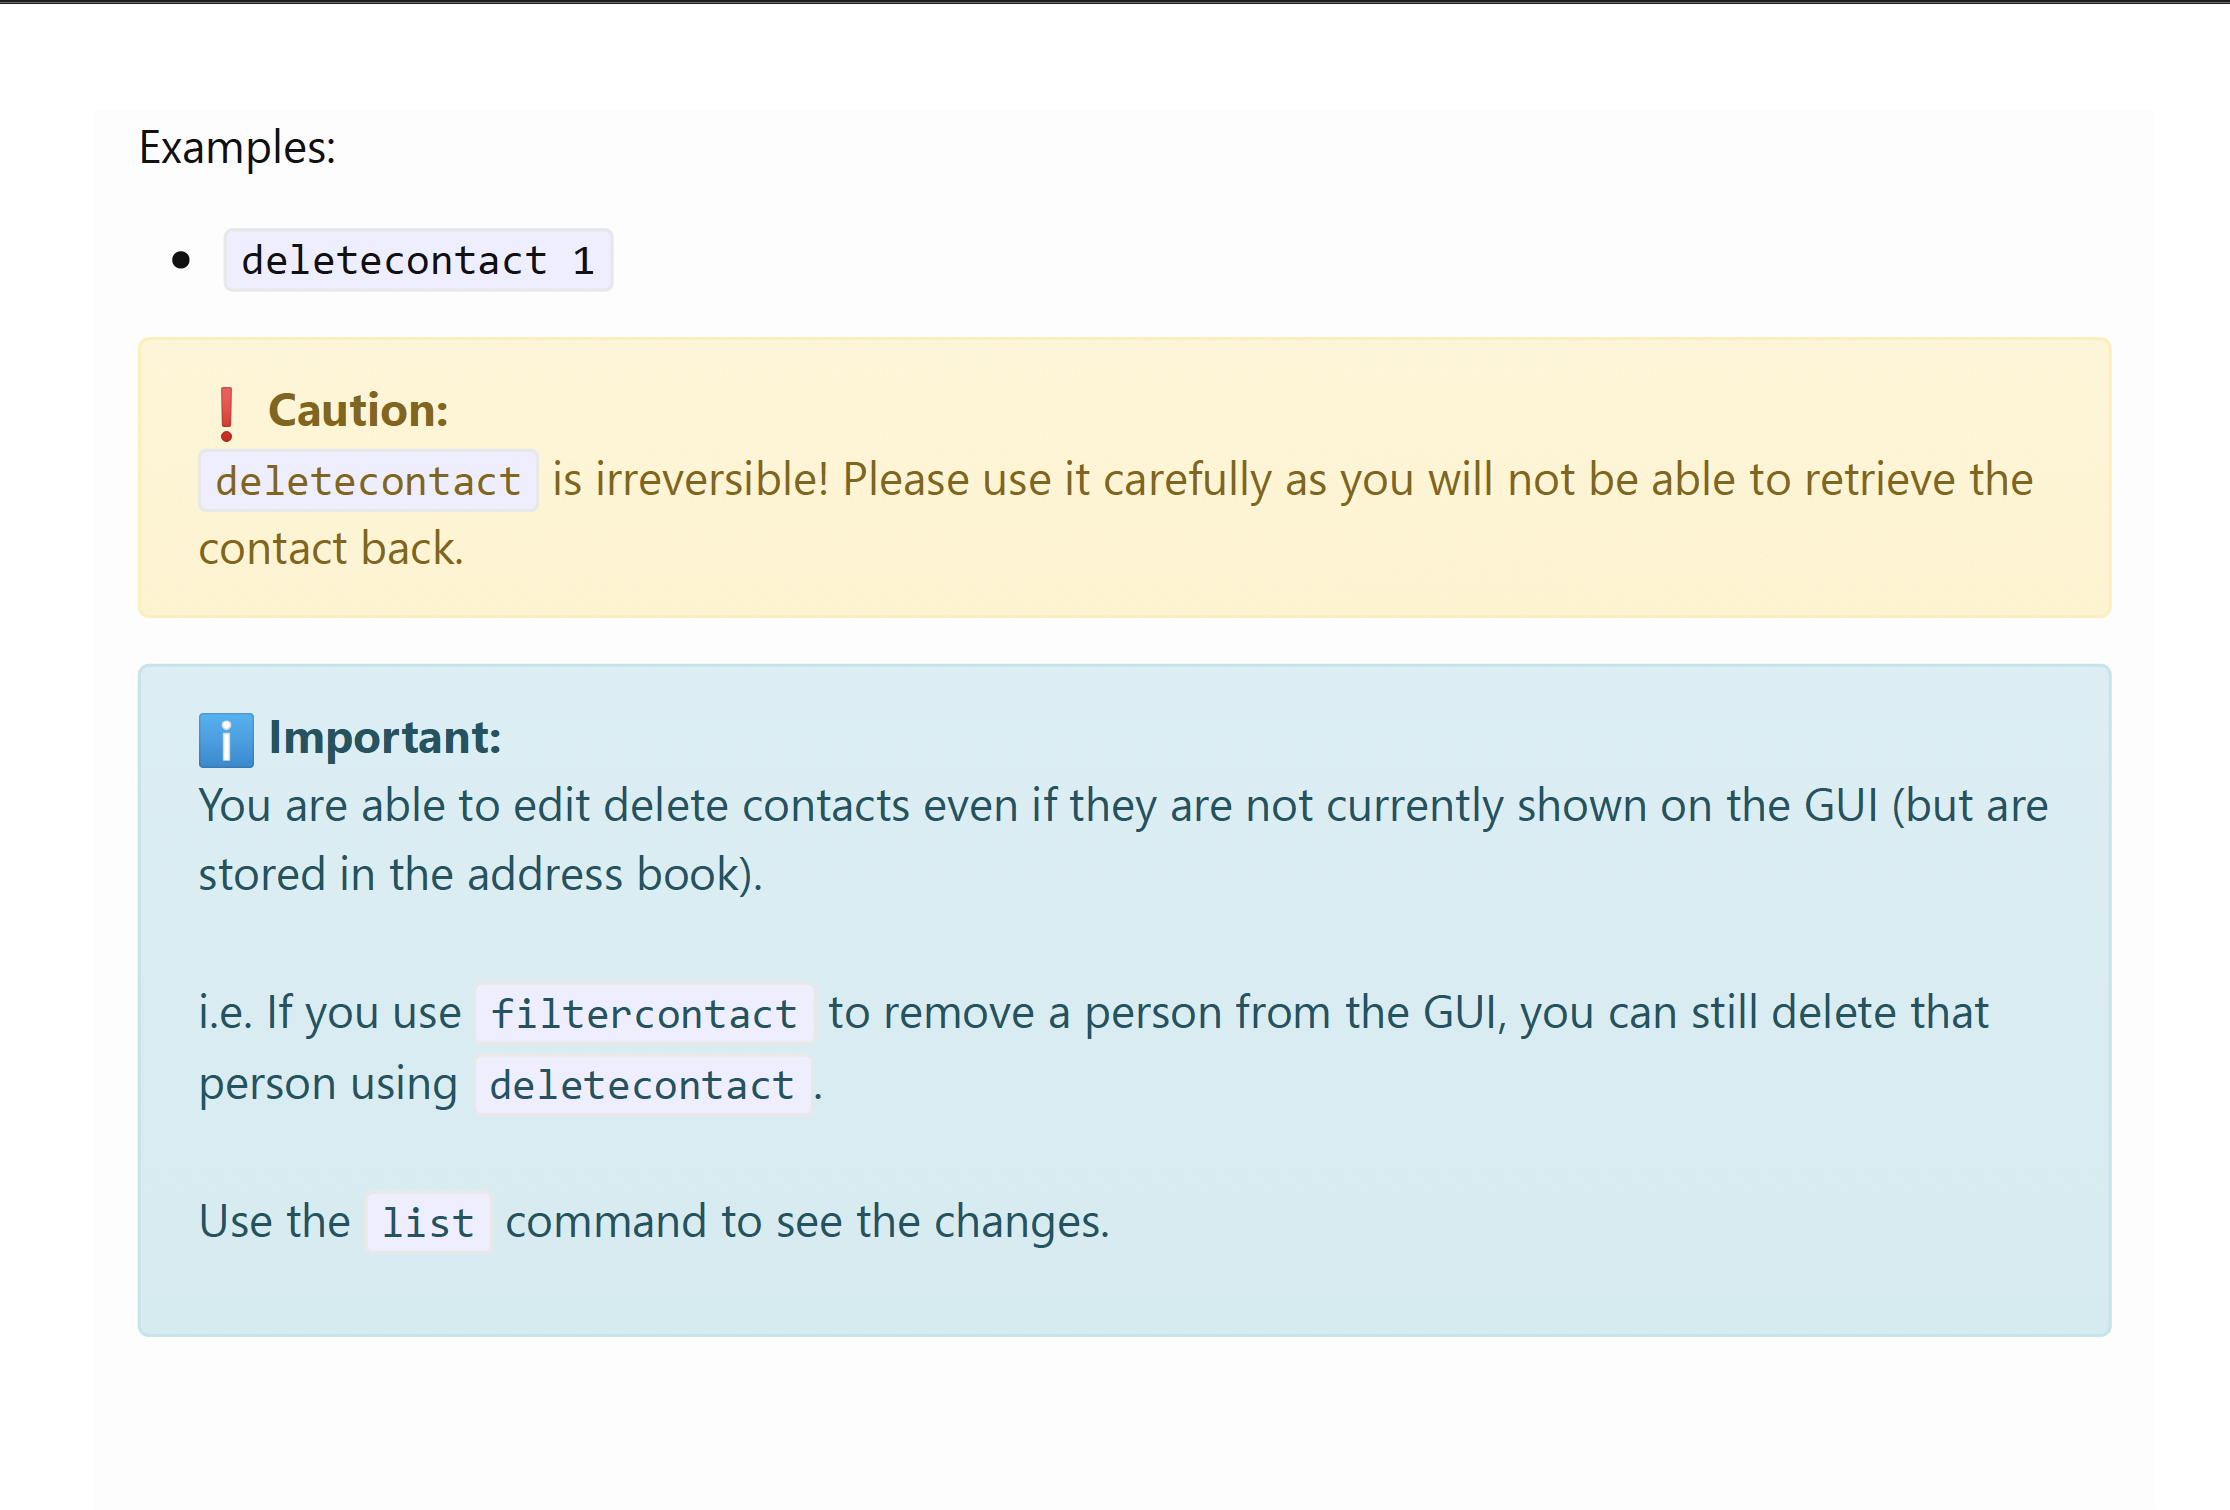 Examples:
• deletecontact 1
❗ Caution:
deletecontact is irreversible! Please use it carefully as you will not be able to retrieve the
contact back.
ℹ️ Important:
You are able to edit delete contacts even if they are not currently shown on the GUI (but are
stored in the address book).
i.e. If you use filtercontact to remove a person from the GUI, you can still delete that
person using deletecontact.
Use the list command to see the changes.